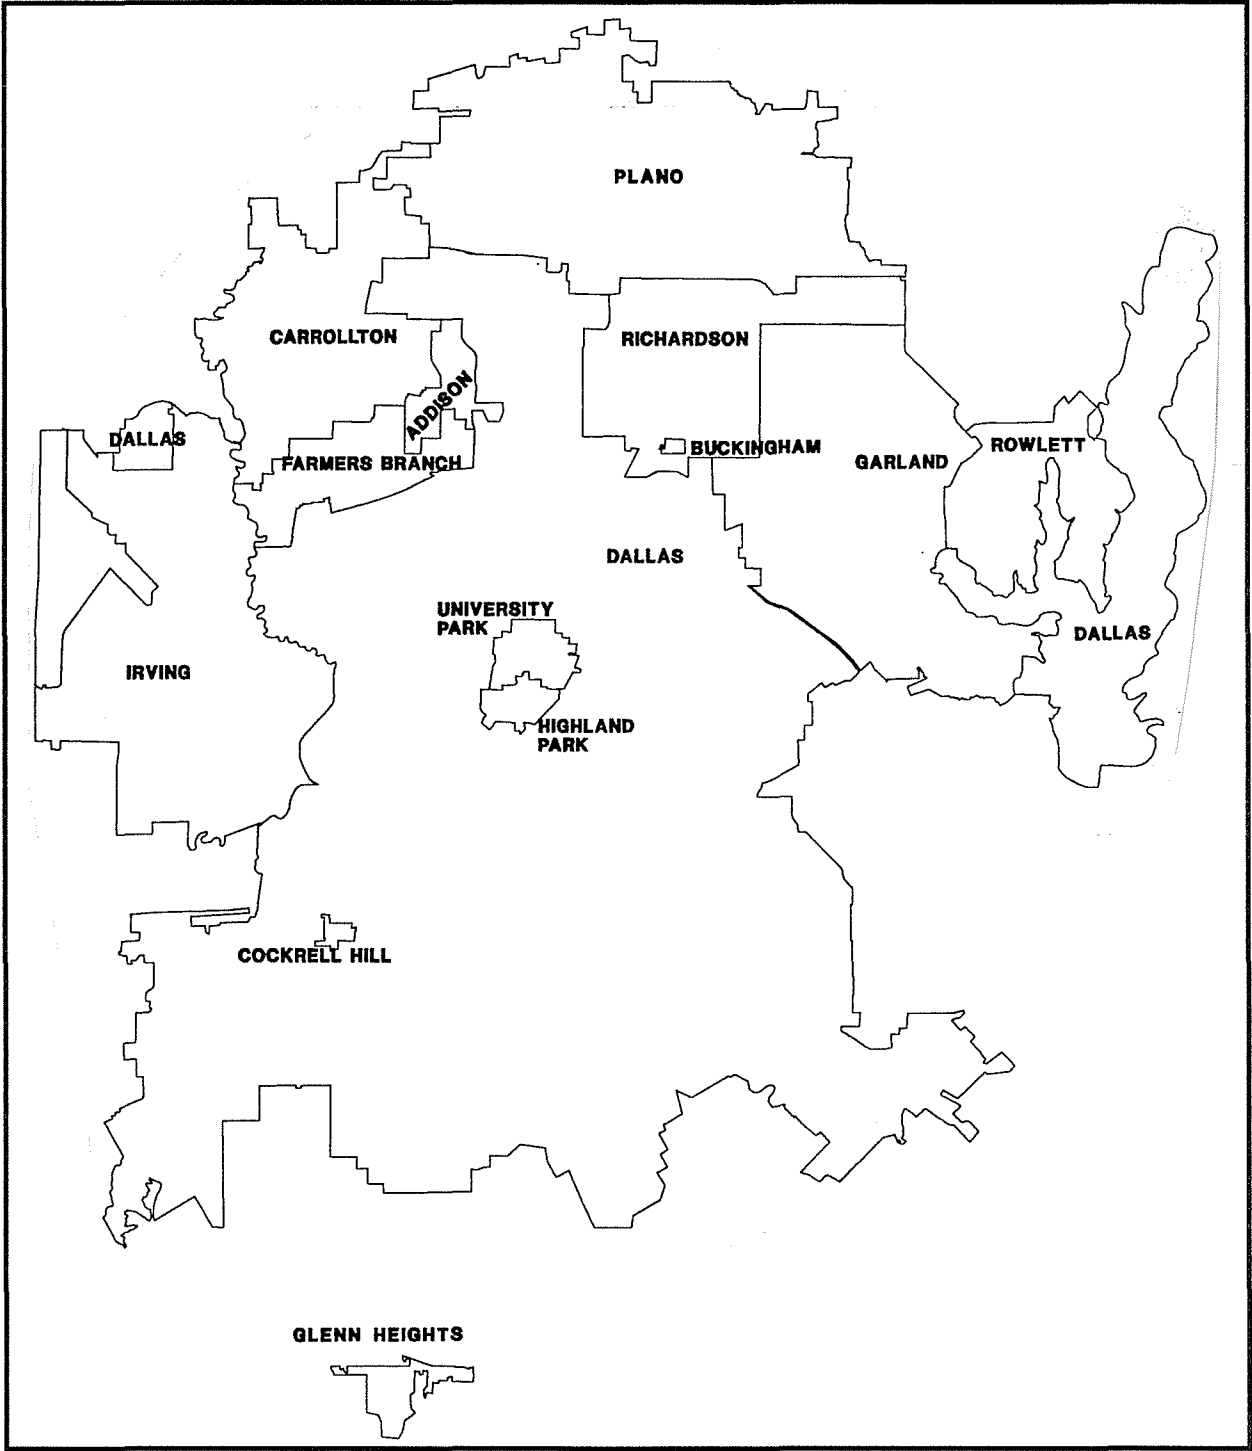 PLANO
CARROLLTON
RICHARDSON
ADDISON
DALLAS
BUCKINGHAM
ROWLETT
FARMERS BRANCH
GARLAND
DALLAS
UNIVERSITY
PARK
DALLAS
IRVING
HIGHLAND
PARK
COCKRELL HILL
GLENN HEIGHTS